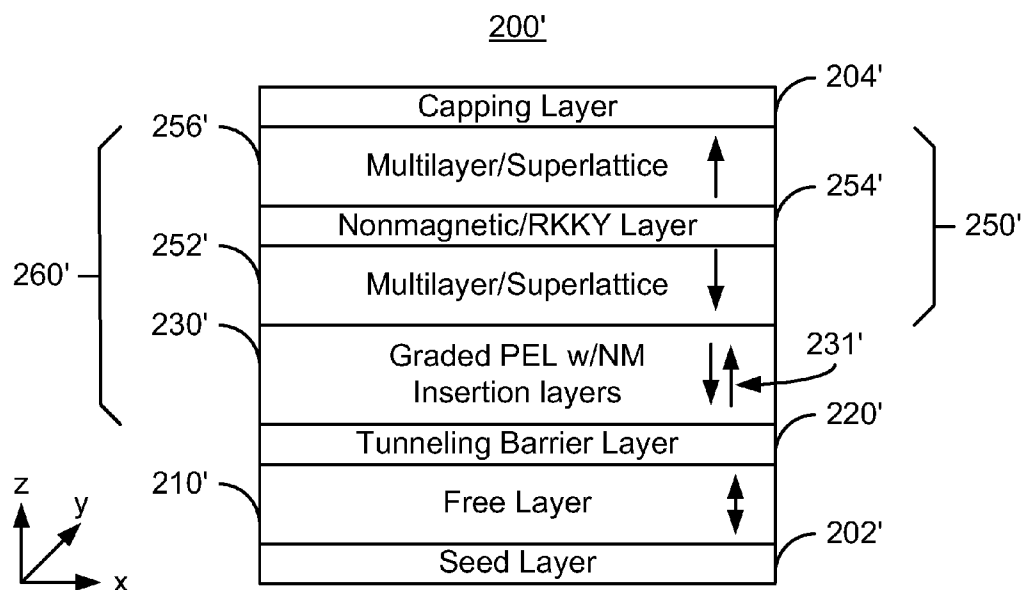 200'
Capping Layer
204'
256'
Multilayer/Superlattice
254'
Nonmagnetic/RKKY Layer
250'
252'
260'
Multilayer/Superlattice
230'
Graded PEL w/NM
Insertion layers
231'
220'
Tunneling Barrier Layer
210'
Free Layer
202'
Seed Layer
z
y
x